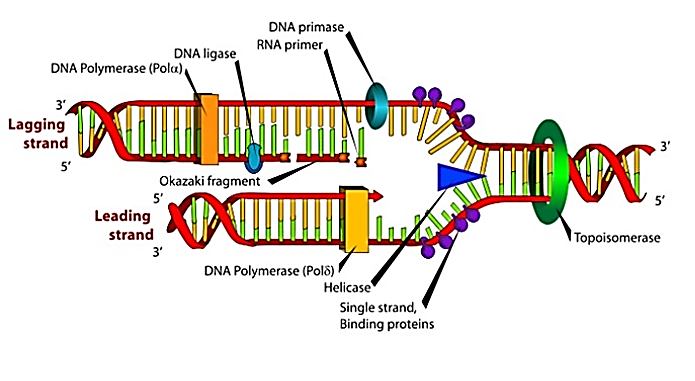 DNA primase
RNA primer
DNA ligase
DNA Polymerase (Polα)
3’
Lagging
strand
5’
3’
5’
Okazaki fragment
5’
Leading
strand
3’
Topoisomerase
DNA Polymerase (Polδ)
Helicase
Single strand,
Binding proteins